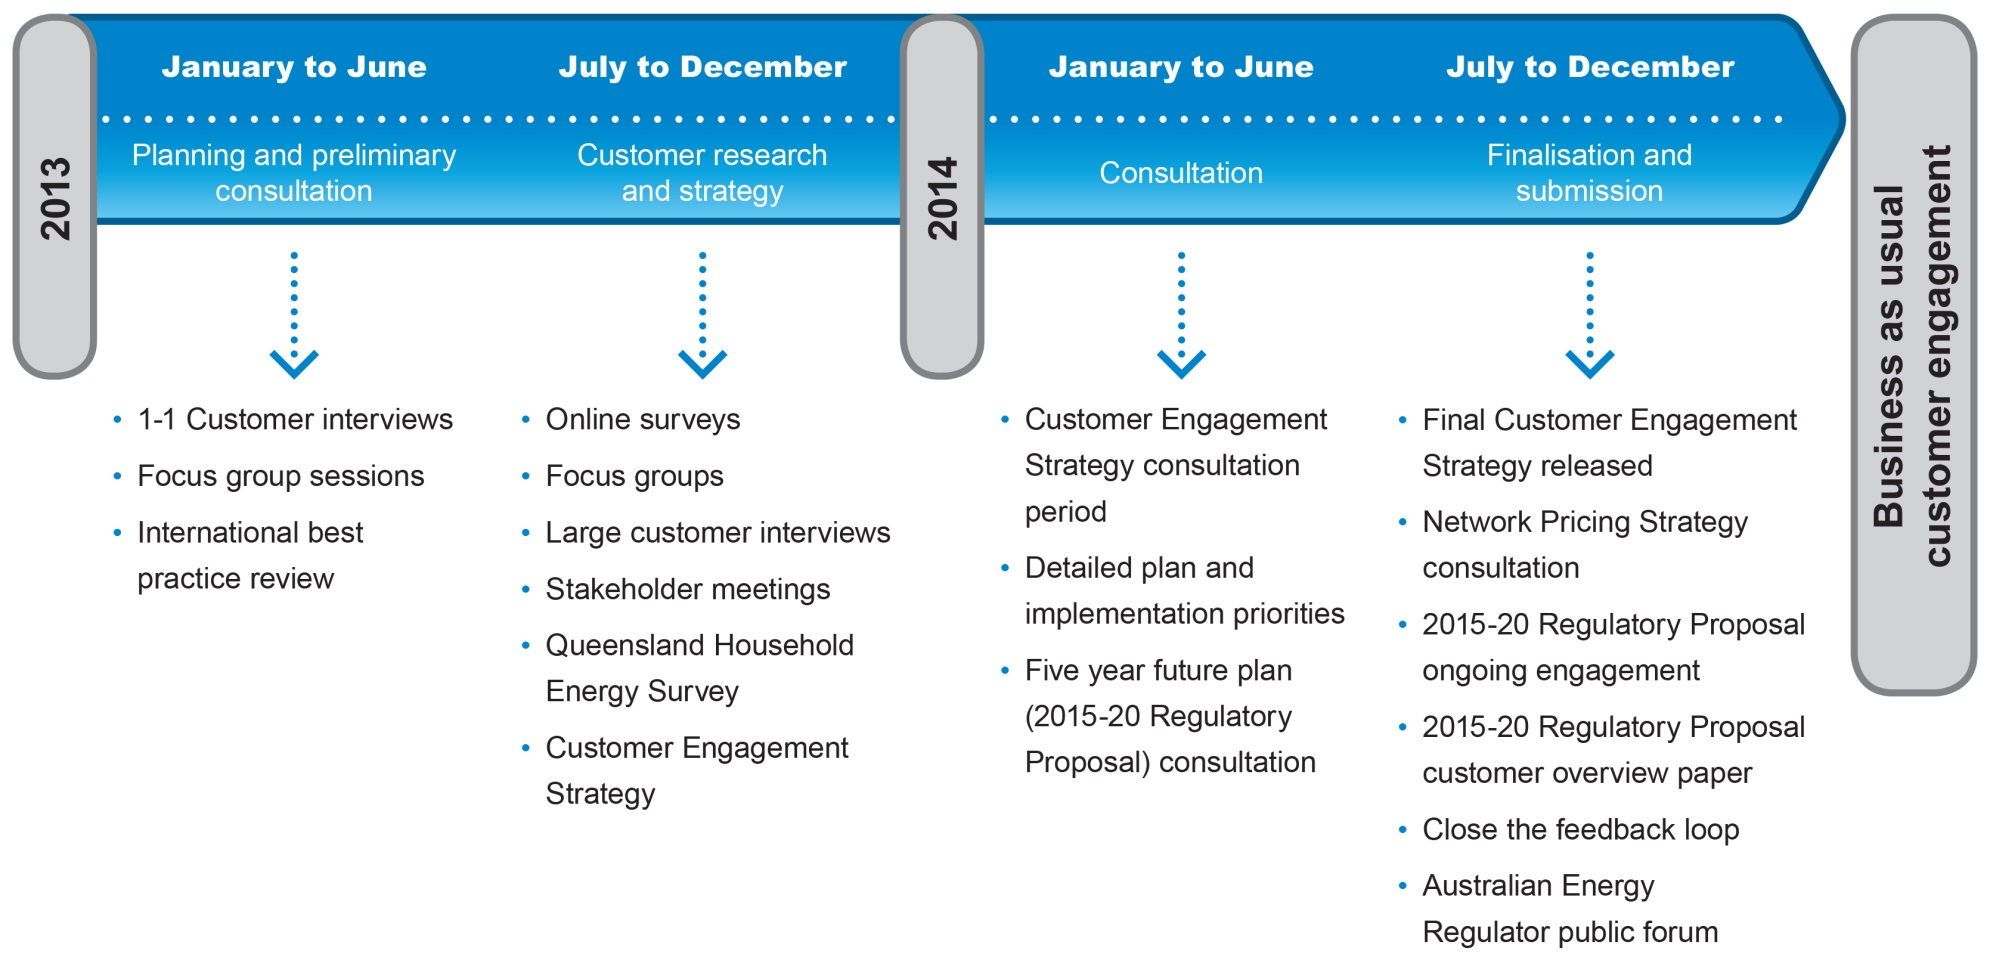 2013
January to June
Planning and preliminary
consultation
• 1-1 Customer interviews
• Focus group sessions
• International best
practice review
July to December
Customer research
and strategy
• Online surveys
• Focus groups
• Large customer interviews
• Stakeholder meetings
• Queensland Household
Energy Survey
• Customer Engagement
Strategy
2014
January to June
Consultation
• Customer Engagement
Strategy consultation
period
• Detailed plan and
implementation priorities
• Five year future plan
(2015-20 Regulatory
Proposal) consultation
July to December
Finalisation and
submission
• Final Customer Engagement
Strategy released
• Network Pricing Strategy
consultation
• 2015-20 Regulatory Proposal
ongoing engagement
• 2015-20 Regulatory Proposal
customer overview paper
• Close the feedback loop
• Australian Energy
Regulator public forum
Business as usual
customer engagement